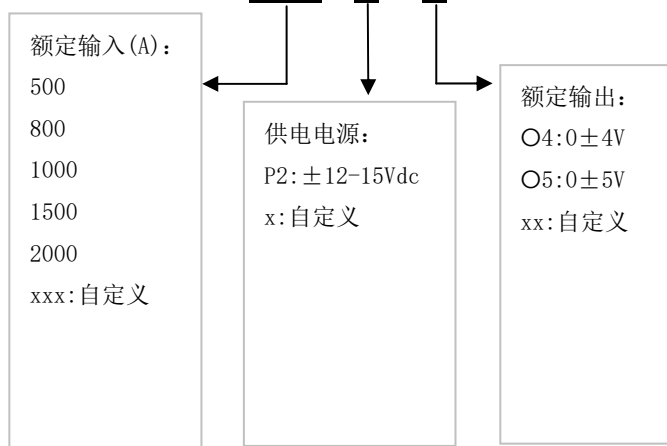 额定输入(A):
500
800
1000
1500
2000
xxx:自定义
供电电源:
P2:±12-15Vdc
x:自定义
额定输出:
O4:0±4V
O5:0±5V
xx:自定义